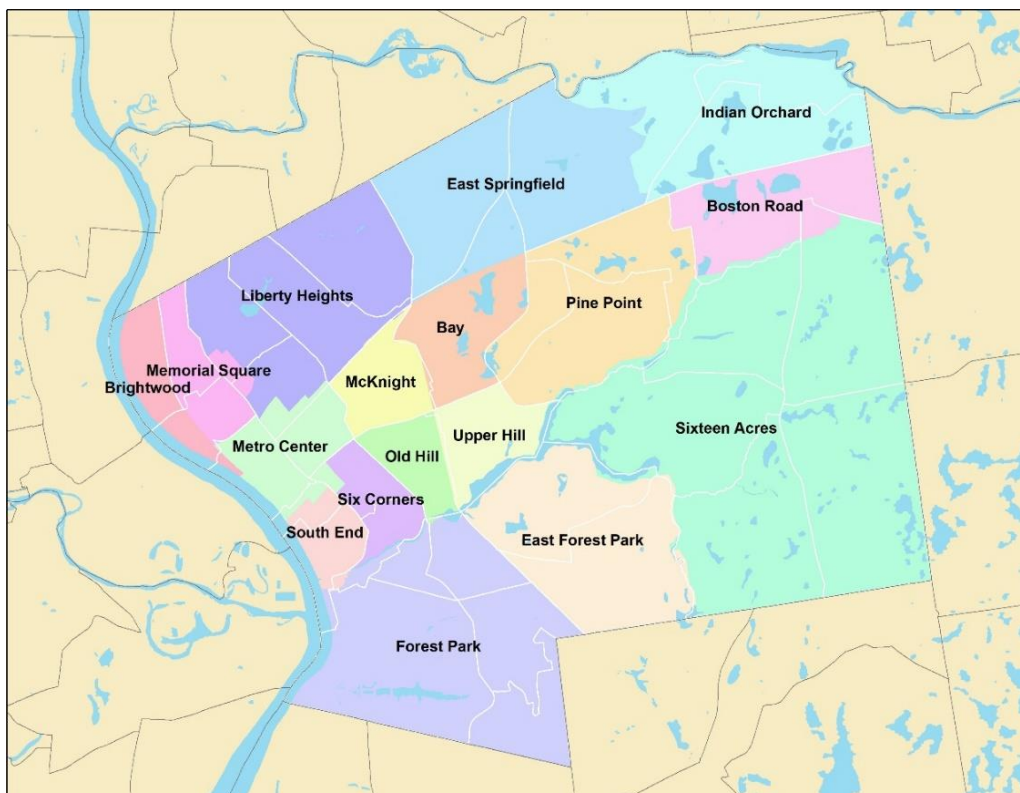 Indian Orchard
East Springfield
Boston Road
Liberty Heights
Pine Point
Bay
Memorial Square
McKnight
Brightwood
Sixteen Acres
Upper Hill
Metro Center
Old Hill
Six Corners
South End
East Forest Park
Forest Park